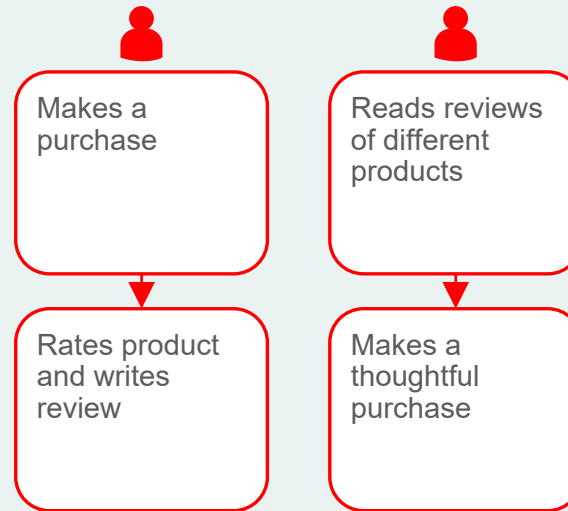 Makes a
purchase
Reads reviews
of different
products
Rates product
and writes
review
Makes a
thoughtful
purchase